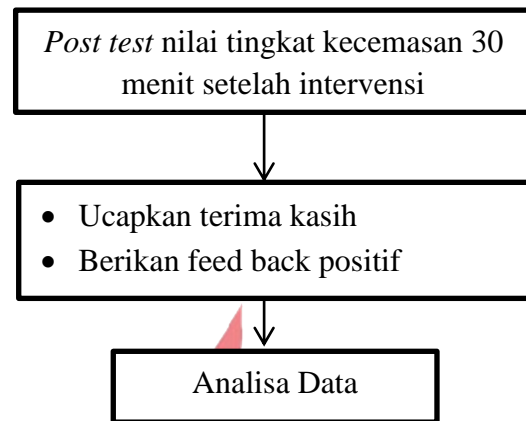 Post test nilai tingkat kecemasan 30
menit setelah intervensi
• Ucapkan terima kasih
• Berikan feed back positif
Analisa Data